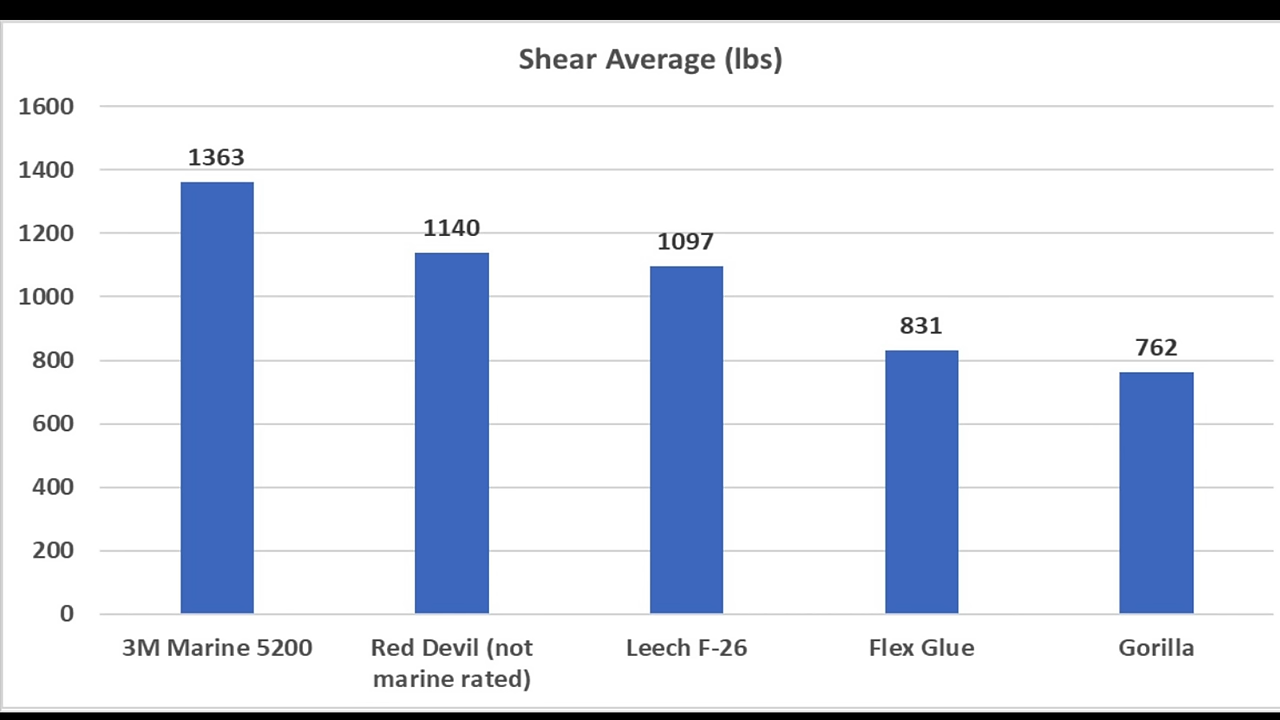 Shear Average (lbs)
1600
1400
1200
1000
800
600
400
200
0
1363
1140
1097
831
762
3M Marine 5200
Red Devil (not
marine rated)
Leech F-26
Flex Glue
Gorilla